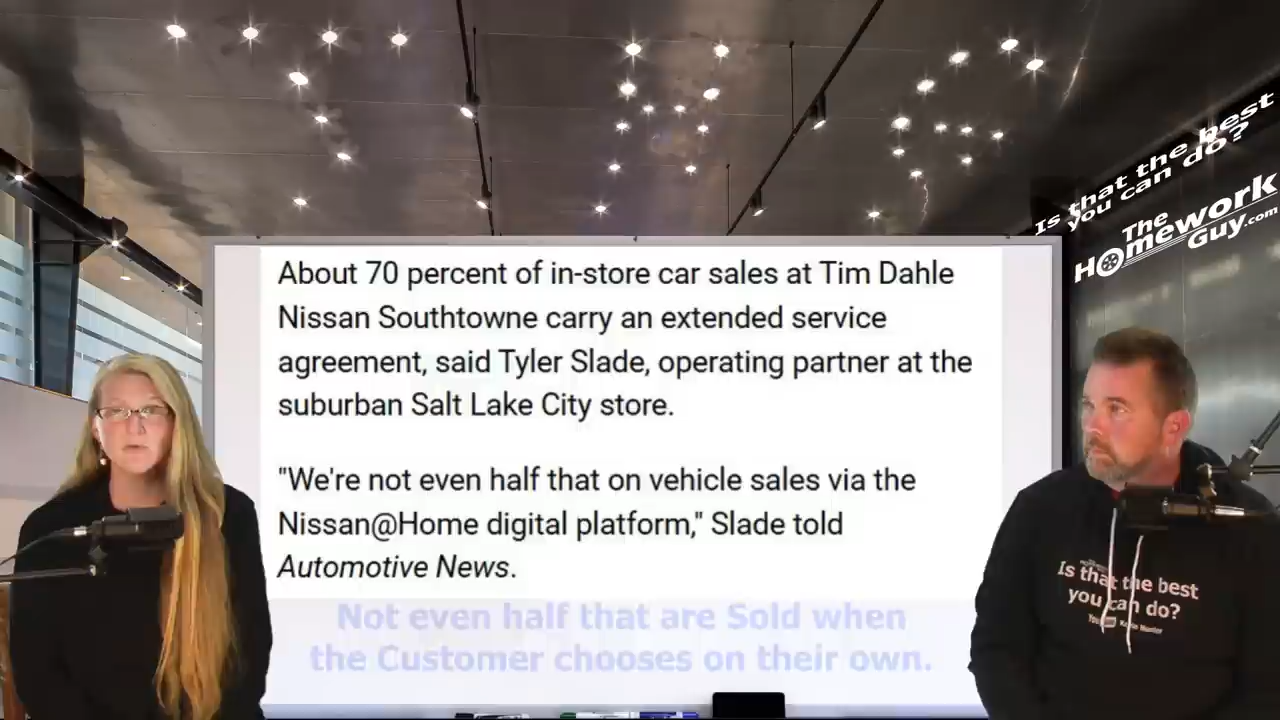 Is that the best
you can do?
The
Homework
Guy.com
About 70 percent of in-store car sales at Tim Dahle
Nissan Southtowne carry an extended service
agreement, said Tyler Slade, operating partner at the
suburban Salt Lake City store.
"We're not even half that on vehicle sales via the
Nissan@Home digital platform," Slade told
Automotive News.
Not even half that are Sold when
the Customer chooses on their own.
Is that the best
you can do?